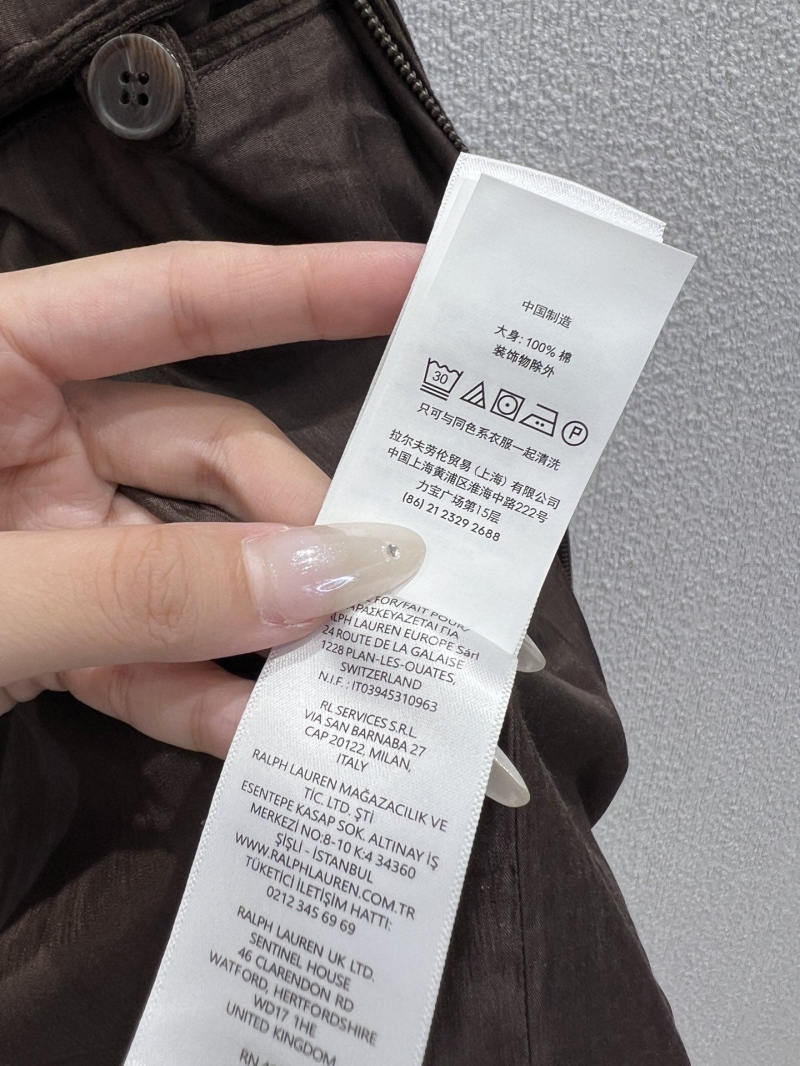 中国制造
大身: 100% 棉
装饰物除外
30
P
只可与同色系衣服一起清洗
拉尔夫劳伦贸易 (上海) 有限公司
中国上海黄浦区淮海中路222号
力宝广场第15层
(86) 21 2329 2688
FOR/FAIT POUR/
ΠΑΡΑΣΚΕΥΑΖΕΤΑΙ ΓΙΑ
RALPH LAUREN EUROPE Sàrl
24 ROUTE DE LA GALAISE
1228 PLAN-LES-OUATES,
SWITZERLAND
N.I.F. : IT03945310963
RL SERVICES S.R.L.
VIA SAN BARNABA 27
CAP 20122, MILAN,
ITALY
RALPH LAUREN MAĞAZACILIK VE
TİC. LTD. ŞTİ
ESENTEPE KASAP SOK. ALTINAY İŞ
MERKEZİ NO:8-10 K:4 34360
ŞİŞLİ - İSTANBUL
WWW.RALPHLAUREN.COM.TR
TÜKETİCİ İLETİŞİM HATTI:
0212 345 69 69
RALPH LAUREN UK LTD.
SENTINEL HOUSE
46 CLARENDON RD
WATFORD, HERTFORDSHIRE
WD17 1HE
UNITED KINGDOM
RN